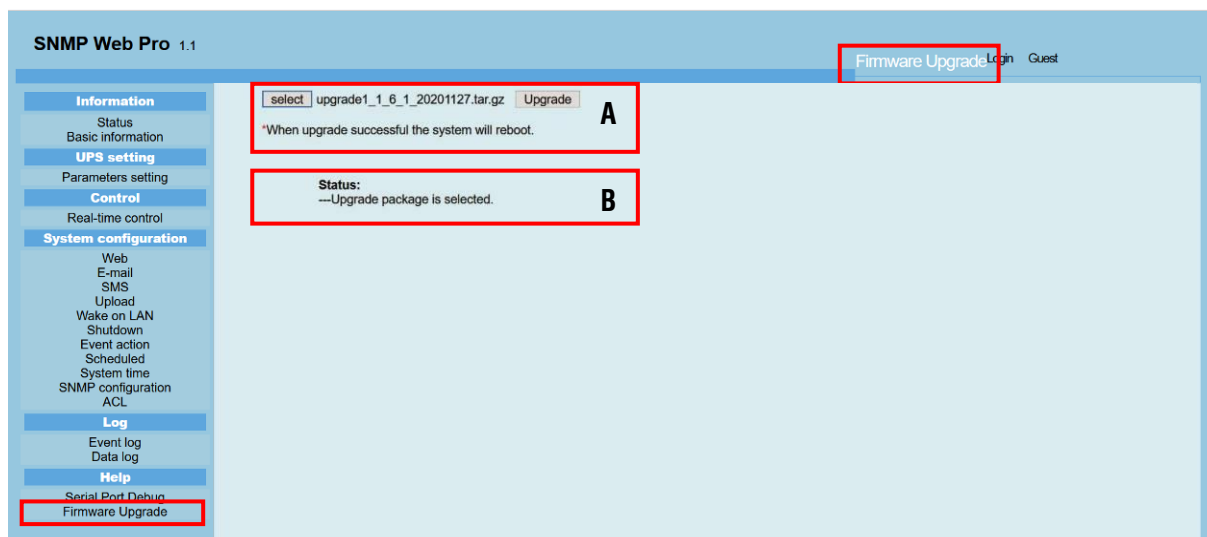 SNMP Web Pro 1.1
Firmware Upgrade Login Guest
Information
Status
Basic information
UPS setting
Parameters setting
Control
Real-time control
System configuration
Web
E-mail
SMS
Upload
Wake on LAN
Shutdown
Event action
Scheduled
System time
SNMP configuration
ACL
Log
Event log
Data log
Help
Serial Port Debug
Firmware Upgrade
select upgrade1_1_6_1_20201127.tar.gz Upgrade
A
*When upgrade successful the system will reboot.
Status:
---Upgrade package is selected.
B